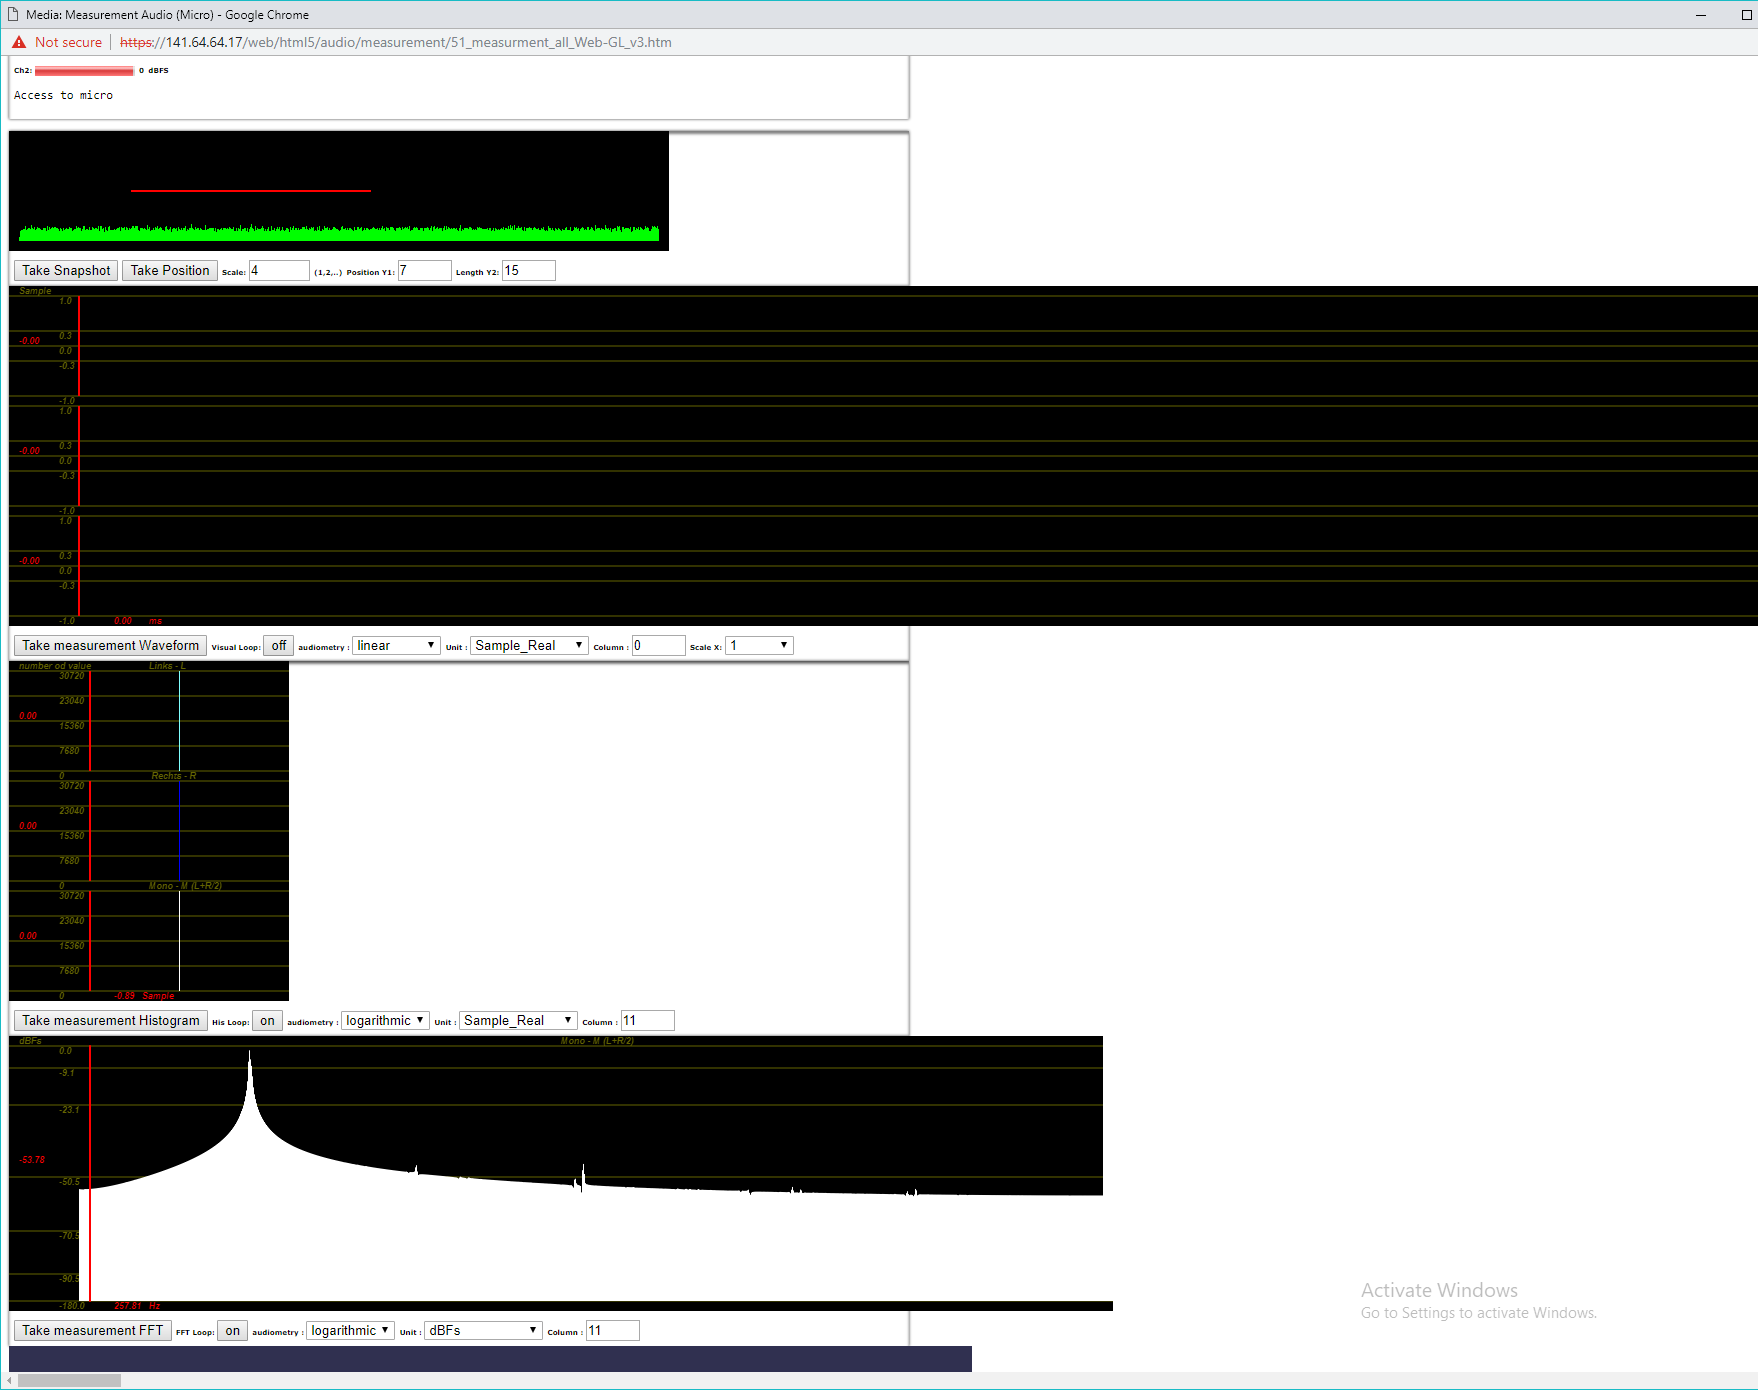 Media: Measurement Audio (Micro) - Google Chrome
Not secure | https://141.64.64.17/web/html5/audio/measurement/51_measurment_all_Web-GL_v3.htm
Ch2: 0 dBFS
Access to micro
Take Snapshot Take Position Scale: 4 (1,2,..) Position Y1: 7 Length Y2: 15
Sample
1.0
0.3
-0.00
0.0
-0.3
-1.0
1.0
0.3
-0.00
0.0
-0.3
-1.0
1.0
0.3
-0.00
0.0
-0.3
-1.0 0.00 ms
Take measurement Waveform Visual Loop: off audiometry : linear Unit : Sample_Real Column : 0 Scale X: 1
number od value Links - L
30720
23040
0.00
15360
7680
0 Rechts - R
30720
23040
0.00
15360
7680
0 Mono - M (L+R/2)
30720
23040
0.00
15360
7680
0 -0.89 Sample
Take measurement Histogram His Loop: on audiometry : logarithmic Unit : Sample_Real Column : 11
dBFs Mono - M (L+R/2)
0.0
-9.1
-23.1
-53.78
-50.5
-70.5
-90.5
-180.0 257.81 Hz
Take measurement FFT FFT Loop: on audiometry : logarithmic Unit : dBFs Column : 11
Activate Windows
Go to Settings to activate Windows.